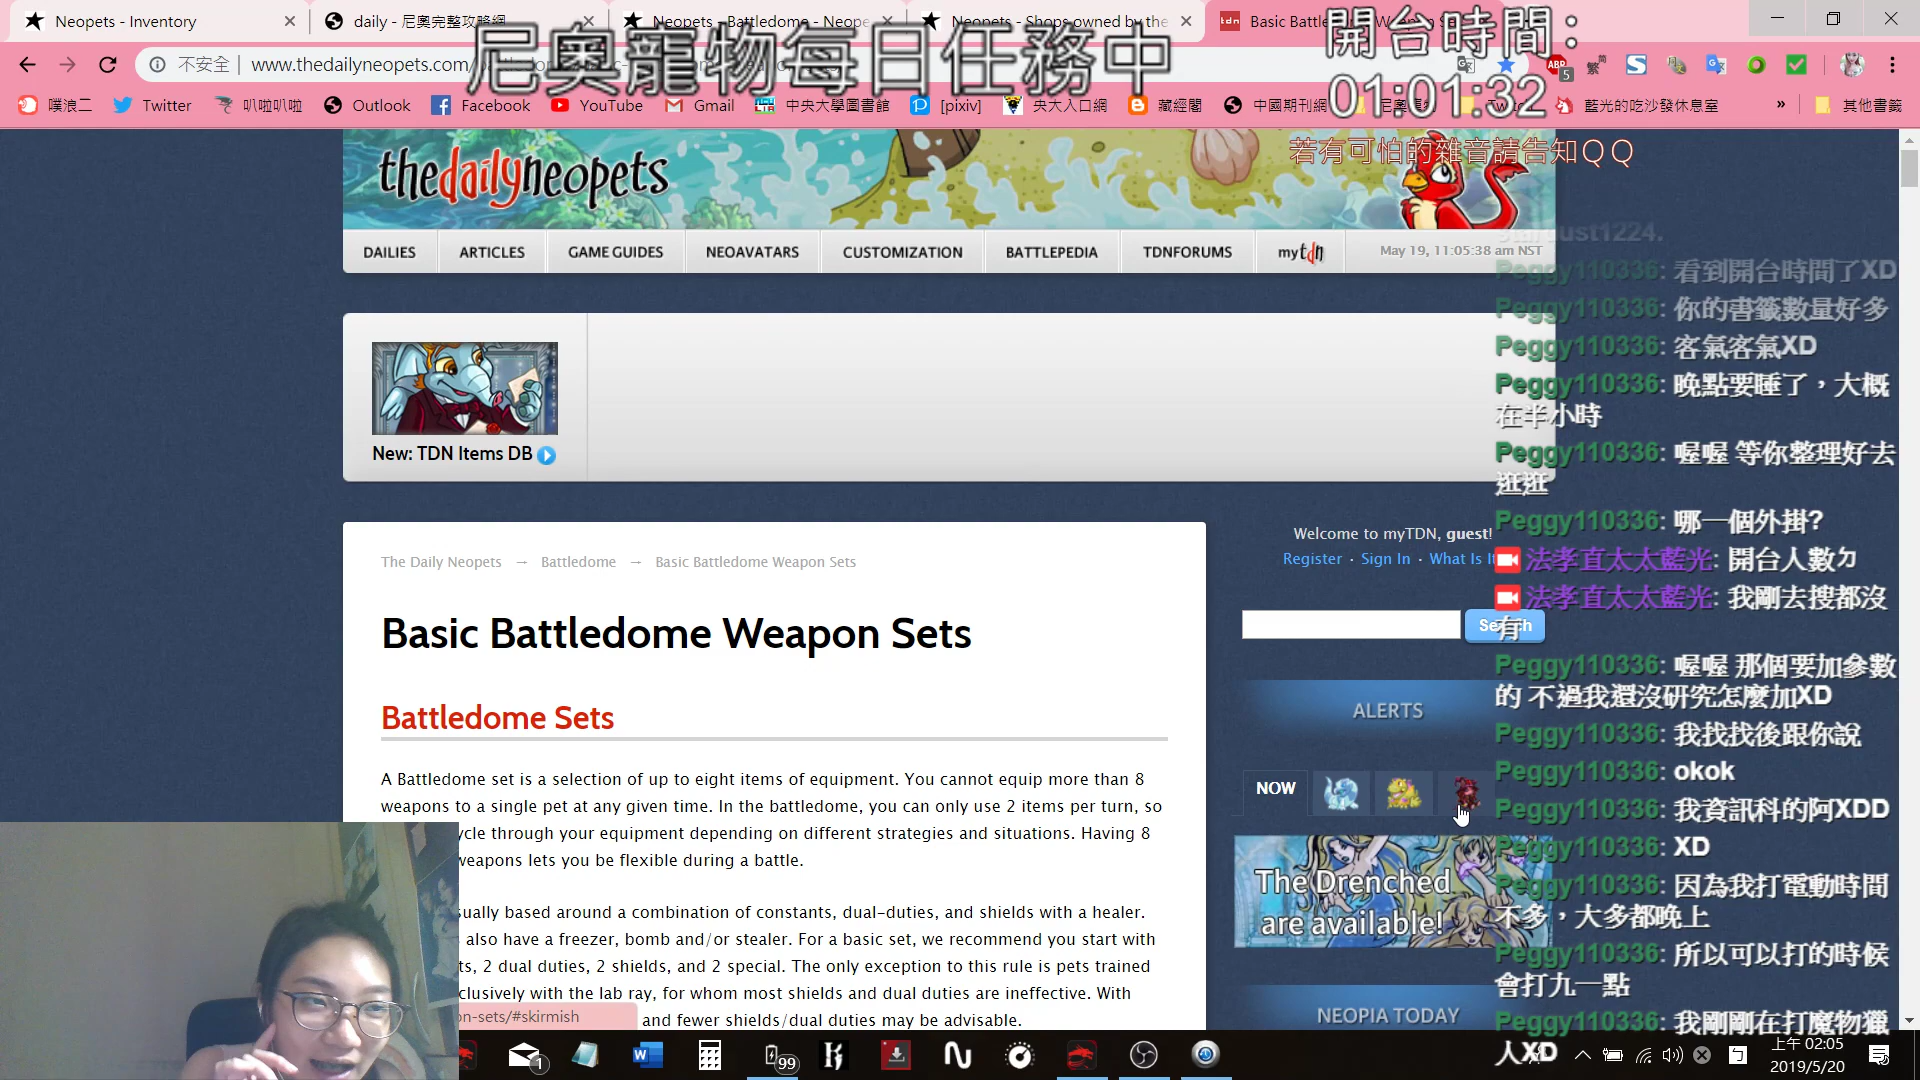 Neopets - Inventory
daily - 尼奧完整攻略網
Neopets - Battledome - Neope
Neopets - Shops owned by the
Basic Battl
尼奧寵物每日任務中
開台時間：
01:01:32
不安全
www.thedailyneopets.com/
噗浪二
Twitter
叭啦叭啦
Outlook
Facebook
YouTube
Gmail
中央大學圖書館
[pixiv]
央大入口網
藏經閣
中國期刊網
藍光的吃沙發休息室
»
其他書籤
若有可怕的雜音請告知ＱＱ
thedailyneopets
DAILIES
ARTICLES
GAME GUIDES
NEOAVATARS
CUSTOMIZATION
BATTLEPEDIA
TDNFORUMS
mytdn
May 19, 11:05:38 am NST
New: TDN Items DB
The Daily Neopets → Battledome → Basic Battledome Weapon Sets
Basic Battledome Weapon Sets
Battledome Sets
A Battledome set is a selection of up to eight items of equipment. You cannot equip more than 8
weapons to a single pet at any given time. In the battledome, you can only use 2 items per turn, so
ycle through your equipment depending on different strategies and situations. Having 8
weapons lets you be flexible during a battle.
sually based around a combination of constants, dual-duties, and shields with a healer.
also have a freezer, bomb and/or stealer. For a basic set, we recommend you start with
ts, 2 dual duties, 2 shields, and 2 special. The only exception to this rule is pets trained
clusively with the lab ray, for whom most shields and dual duties are ineffective. With
and fewer shields/dual duties may be advisable.
on-sets/#skirmish
Welcome to myTDN, guest!
Register · Sign In · What Is It
Search
ALERTS
NOW
The Drenched
are available!
NEOPIA TODAY
Peggy110336: 看到開台時間了XD
Peggy110336: 你的書籤數量好多
Peggy110336: 客氣客氣XD
Peggy110336: 晚點要睡了，大概
在半小時
Peggy110336: 喔喔 等你整理好去
逛逛
Peggy110336: 哪一個外掛?
法孝直太太藍光: 開台人數ㄉ
法孝直太太藍光: 我剛去搜都沒
有
Peggy110336: 喔喔 那個要加參數
的 不過我還沒研究怎麼加XD
Peggy110336: 我找找後跟你說
Peggy110336: okok
Peggy110336: 我資訊科的阿XDD
Peggy110336: XD
Peggy110336: 因為我打電動時間
不多，大多都晚上
Peggy110336: 所以可以打的時候
會打九一點
Peggy110336: 我剛剛在打魔物獵
人XD
1
99
上午 02:05
2019/5/20